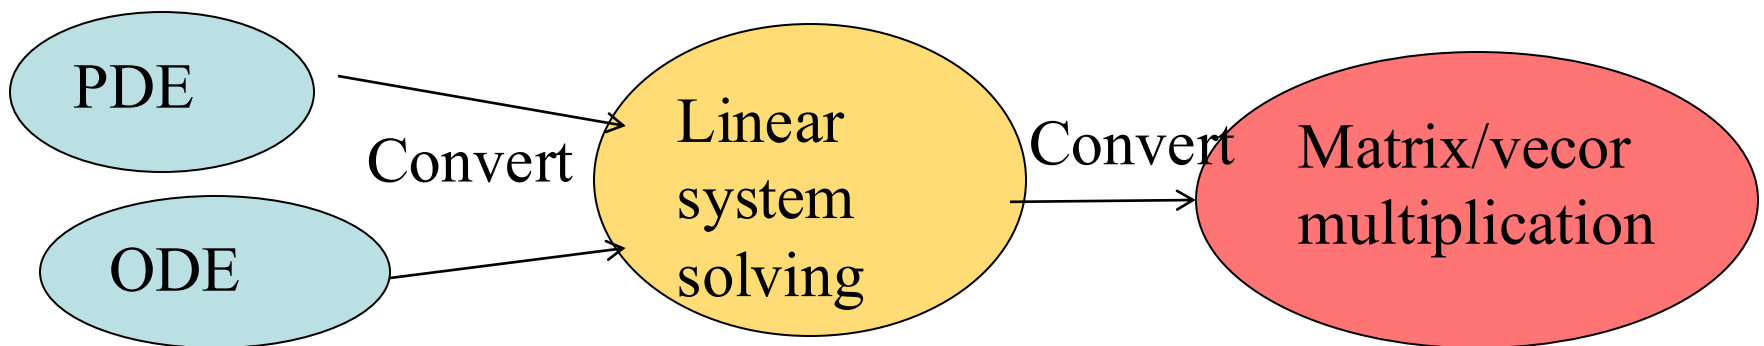 PDE
ODE
Convert
Linear
system
solving
Convert
Matrix/vecor
multiplication